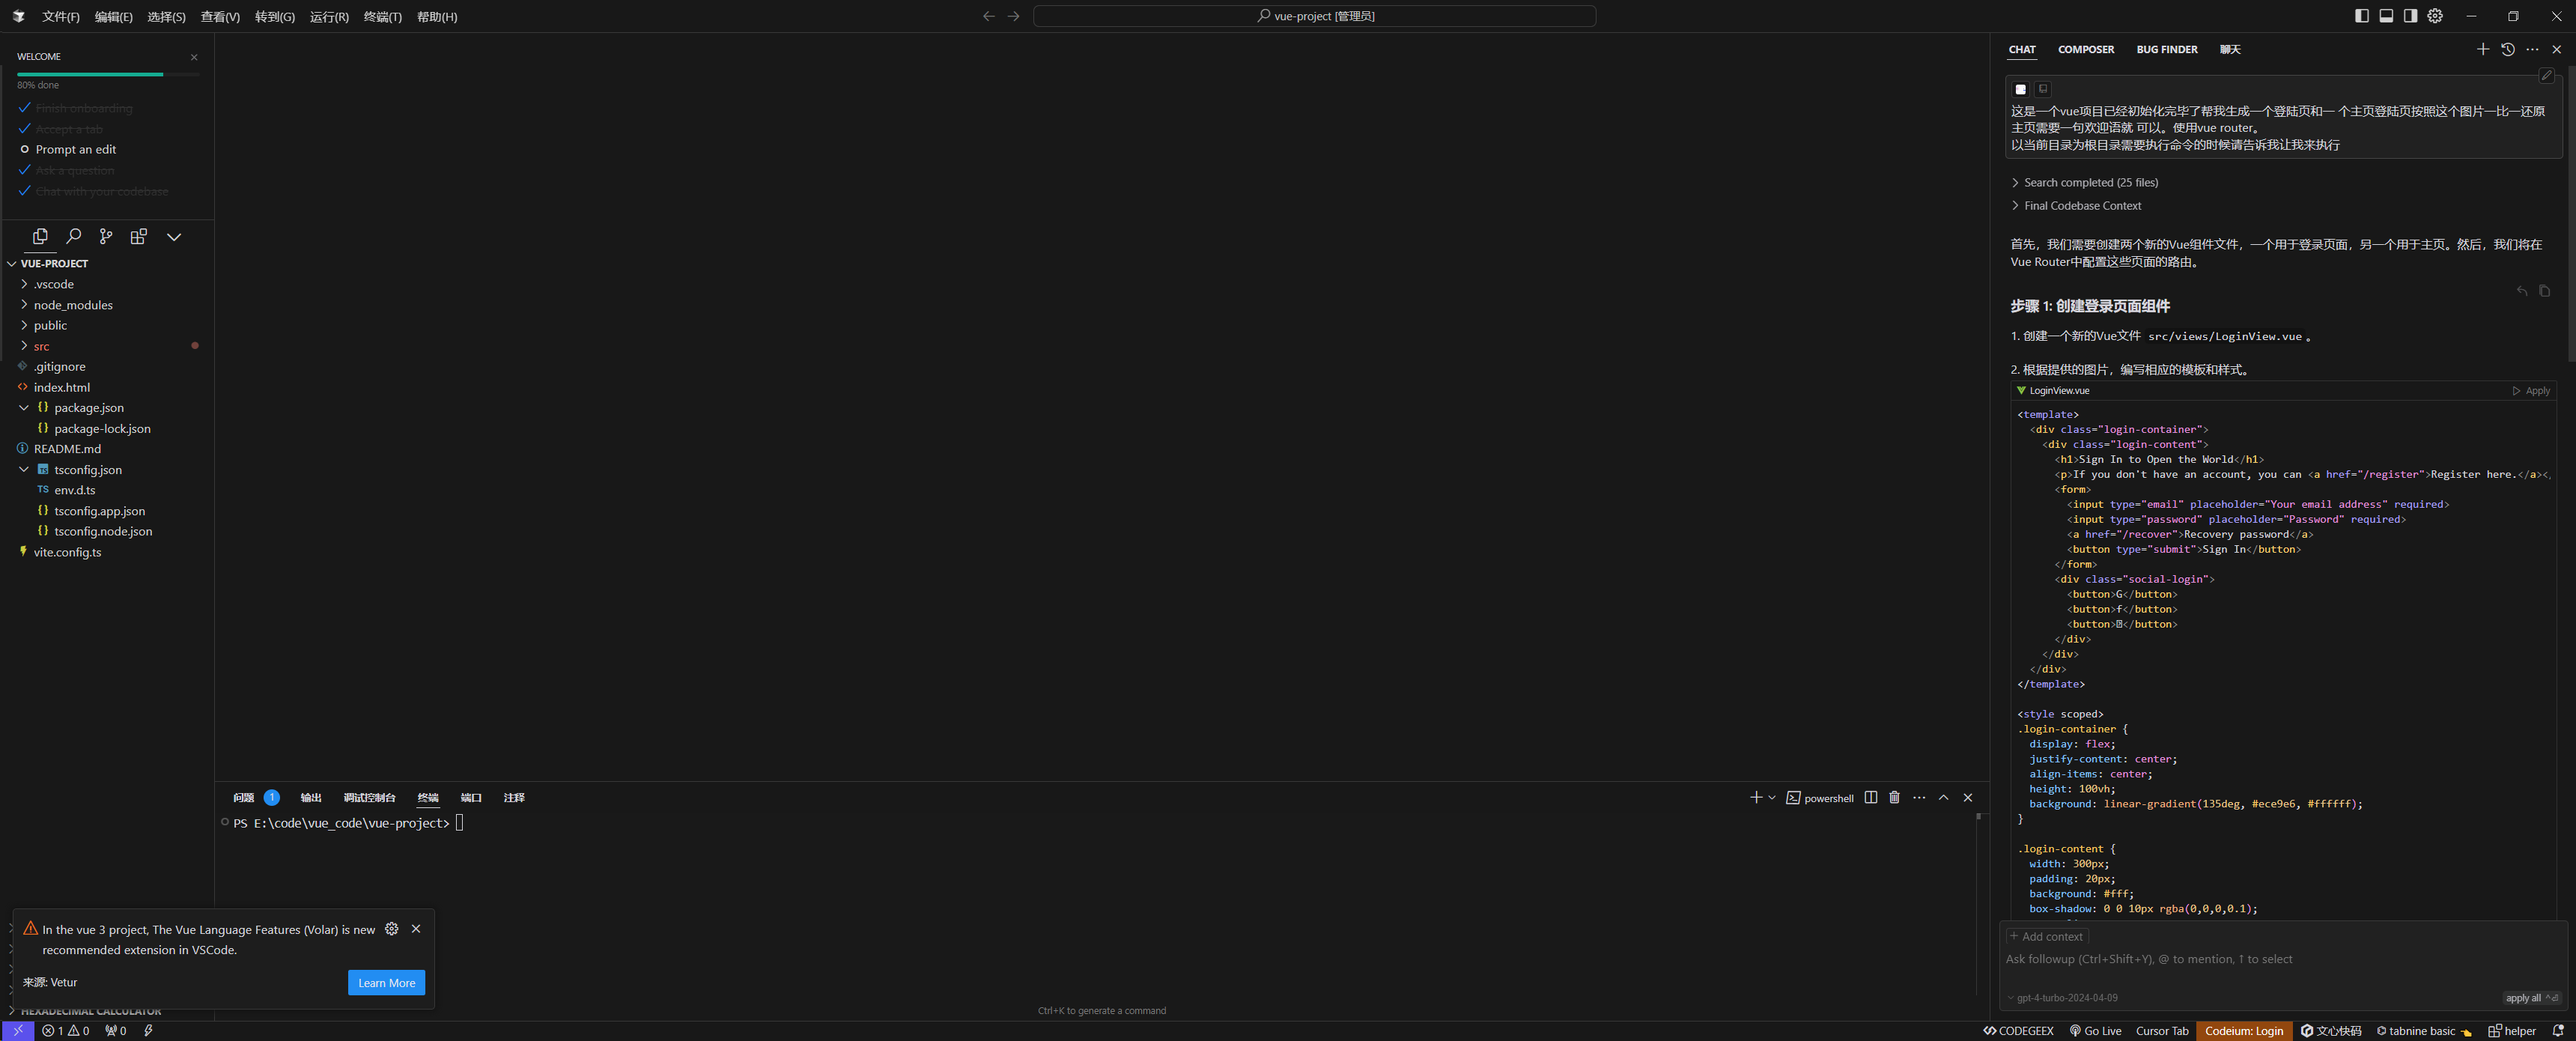 文件(F) 编辑(E) 选择(S) 查看(V) 转到(G) 运行(R) 终端(T) 帮助(H)
vue-project [管理员]
WELCOME
80% done
Finish onboarding
Accept a tab
Prompt an edit
Ask a question
Chat with your codebase
VUE-PROJECT
.vscode
node_modules
public
src
.gitignore
index.html
package.json
package-lock.json
README.md
tsconfig.json
TS env.d.ts
tsconfig.app.json
tsconfig.node.json
vite.config.ts
HEXADECIMAL CALCULATOR
In the vue 3 project, The Vue Language Features (Volar) is new
recommended extension in VSCode.
来源: Vetur
Learn More
问题 1 输出 调试控制台 终端 端口 注释
powershell
PS E:\code\vue_code\vue-project>
Ctrl+K to generate a command
CHAT COMPOSER BUG FINDER 聊天
这是一个vue项目已经初始化完毕了帮我生成一个登陆页和一 个主页登陆页按照这个图片一比一还原
主页需要一句欢迎语就 可以。使用vue router。
以当前目录为根目录需要执行命令的时候请告诉我让我来执行
Search completed (25 files)
Final Codebase Context
首先，我们需要创建两个新的Vue组件文件，一个用于登录页面，另一个用于主页。然后，我们将在
Vue Router中配置这些页面的路由。
步骤 1: 创建登录页面组件
1. 创建一个新的Vue文件 src/views/LoginView.vue 。
2. 根据提供的图片，编写相应的模板和样式。
LoginView.vue
Apply
<template>
<div class="login-container">
<div class="login-content">
<h1>Sign In to Open the World</h1>
<p>If you don't have an account, you can <a href="/register">Register here.</a><
<form>
<input type="email" placeholder="Your email address" required>
<input type="password" placeholder="Password" required>
<a href="/recover">Recovery password</a>
<button type="submit">Sign In</button>
</form>
<div class="social-login">
<button>G</button>
<button>f</button>
<button></button>
</div>
</div>
</div>
</template>
<style scoped>
.login-container {
display: flex;
justify-content: center;
align-items: center;
height: 100vh;
background: linear-gradient(135deg, #ece9e6, #ffffff);
}
.login-content {
width: 300px;
padding: 20px;
background: #fff;
box-shadow: 0 0 10px rgba(0,0,0,0.1);
+ Add context
Ask followup (Ctrl+Shift+Y), @ to mention, ↑ to select
gpt-4-turbo-2024-04-09
apply all
1 0 0
CODEGEEX Go Live Cursor Tab Codeium: Login 文心快码 tabnine basic helper